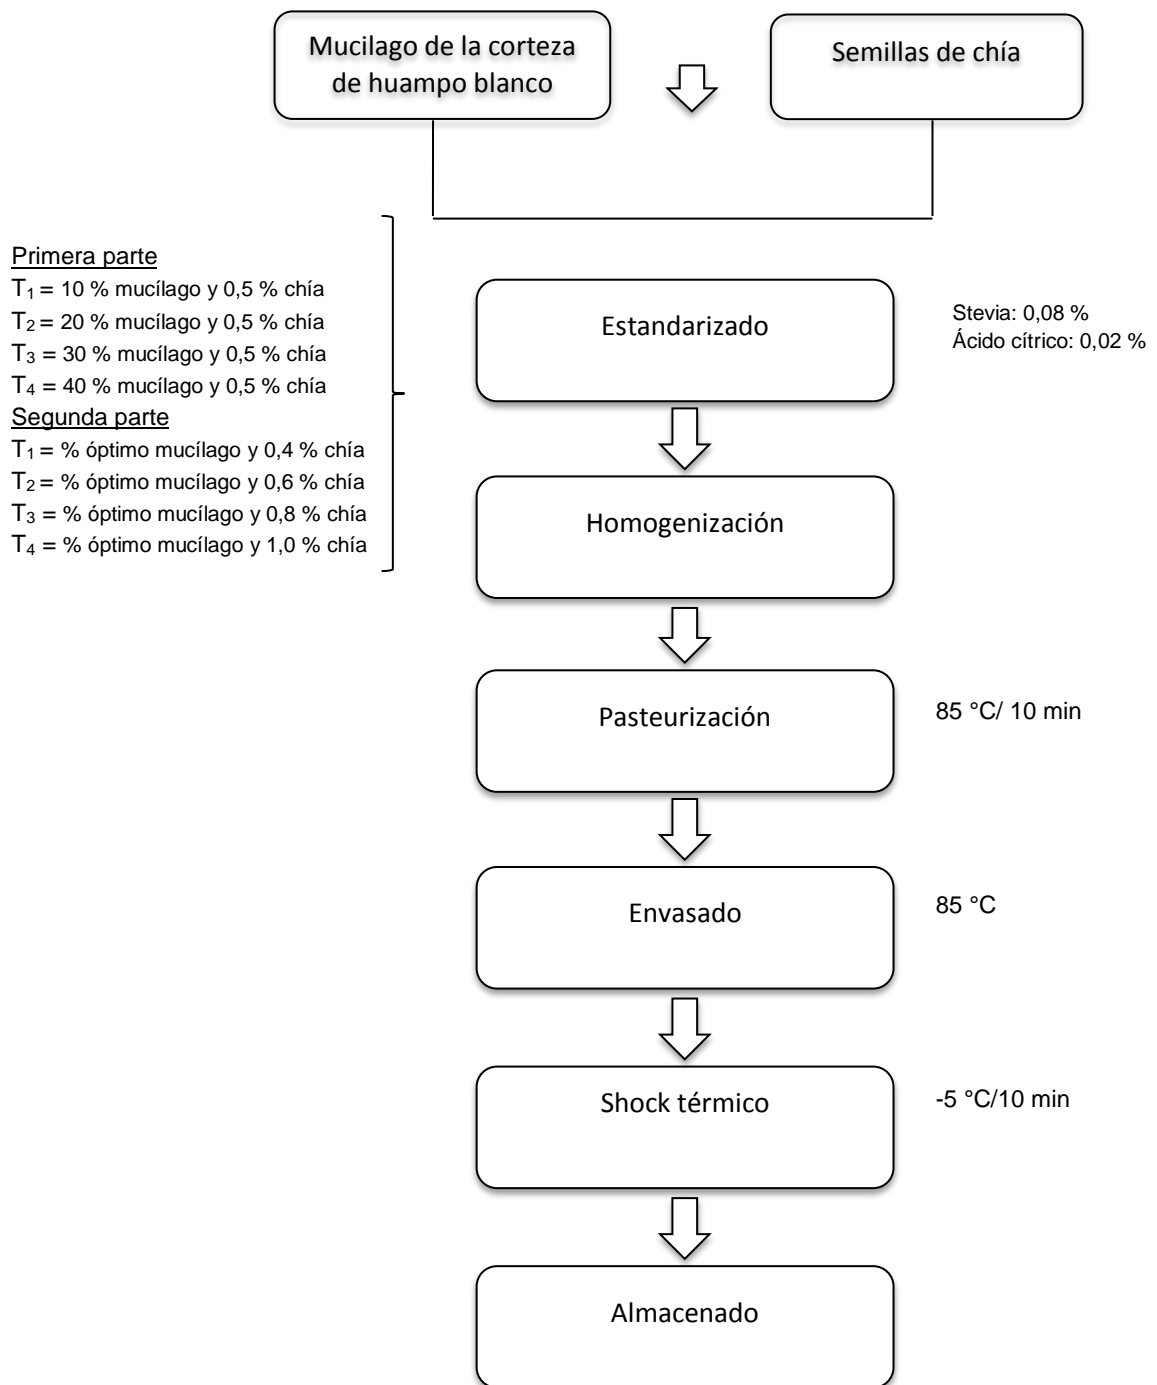 Mucilago de la corteza
de huampo blanco
Semillas de chía
Primera parte
T1 = 10 % mucílago y 0,5 % chía
T2 = 20 % mucílago y 0,5 % chía
T3 = 30 % mucílago y 0,5 % chía
T4 = 40 % mucílago y 0,5 % chía
Segunda parte
T1 = % óptimo mucílago y 0,4 % chía
T2 = % óptimo mucílago y 0,6 % chía
T3 = % óptimo mucílago y 0,8 % chía
T4 = % óptimo mucílago y 1,0 % chía
Estandarizado
Stevia: 0,08 %
Ácido cítrico: 0,02 %
Homogenización
Pasteurización
85 °C/ 10 min
Envasado
85 °C
Shock térmico
-5 °C/10 min
Almacenado